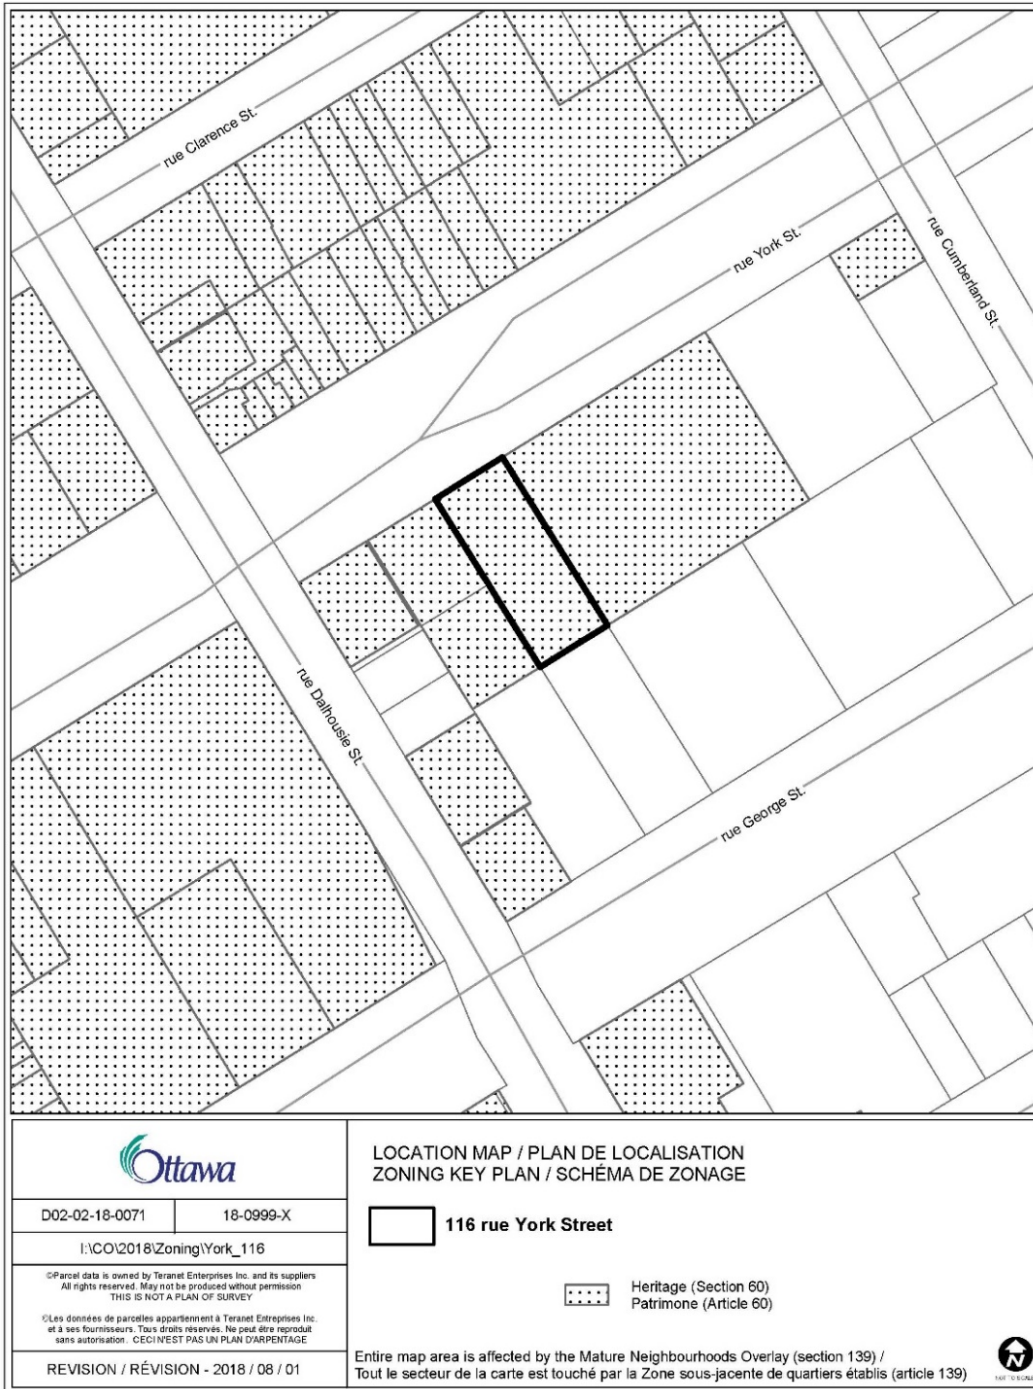 rue Clarence St.
rue York St.
rue Cumberland St.
rue Dalhousie St.
rue George St.
Ottawa
D02-02-18-0071
18-0999-X
I:\CO\2018\Zoning\York_116
©Parcel data is owned by Teranet Enterprises Inc. and its suppliers
All rights reserved. May not be produced without permission
THIS IS NOT A PLAN OF SURVEY
©Les données de parcelles appartiennent à Teranet Entreprises Inc.
et à ses fournisseurs. Tous droits réservés. Ne peut être reproduit
sans autorisation. CECI N'EST PAS UN PLAN D'ARPENTAGE
REVISION / RÉVISION - 2018 / 08 / 01
LOCATION MAP / PLAN DE LOCALISATION
ZONING KEY PLAN / SCHÉMA DE ZONAGE
116 rue York Street
Heritage (Section 60)
Patrimone (Article 60)
Entire map area is affected by the Mature Neighbourhoods Overlay (section 139) /
Tout le secteur de la carte est touché par la Zone sous-jacente de quartiers établis (article 139)
N
NOT TO SCALE